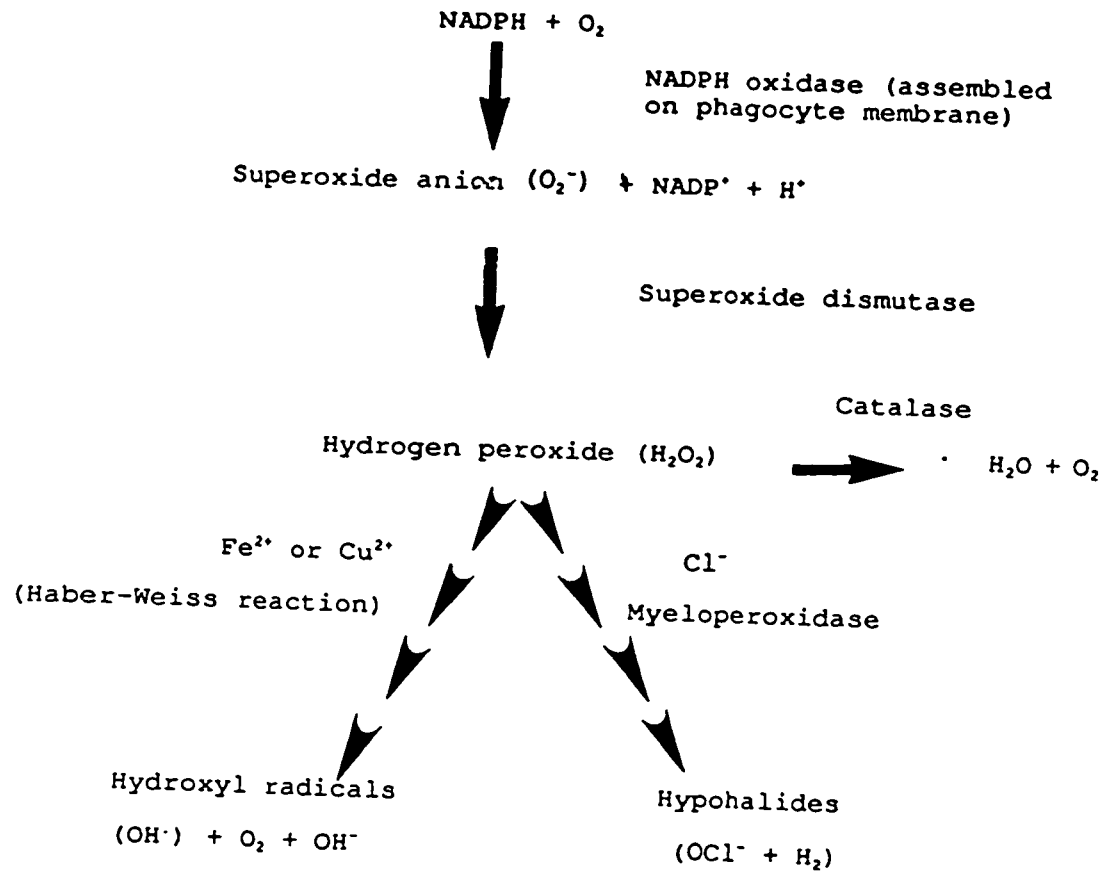 NADPH + O₂
NADPH oxidase (assembled
on phagocyte membrane)
Superoxide anion (O₂⁻) + NADP⁺ + H⁺
Superoxide dismutase
Catalase
Hydrogen peroxide (H₂O₂)
H₂O + O₂
Fe²⁺ or Cu²⁺
(Haber-Weiss reaction)
Cl⁻
Myeloperoxidase
Hydroxyl radicals
(OH·) + O₂ + OH⁻
Hypohalides
(OCl⁻ + H₂)